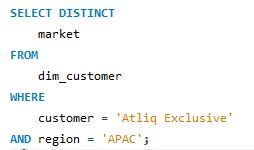 SELECT DISTINCT
    market
FROM
    dim_customer
WHERE
    customer = 'Atliq Exclusive'
AND region = 'APAC';